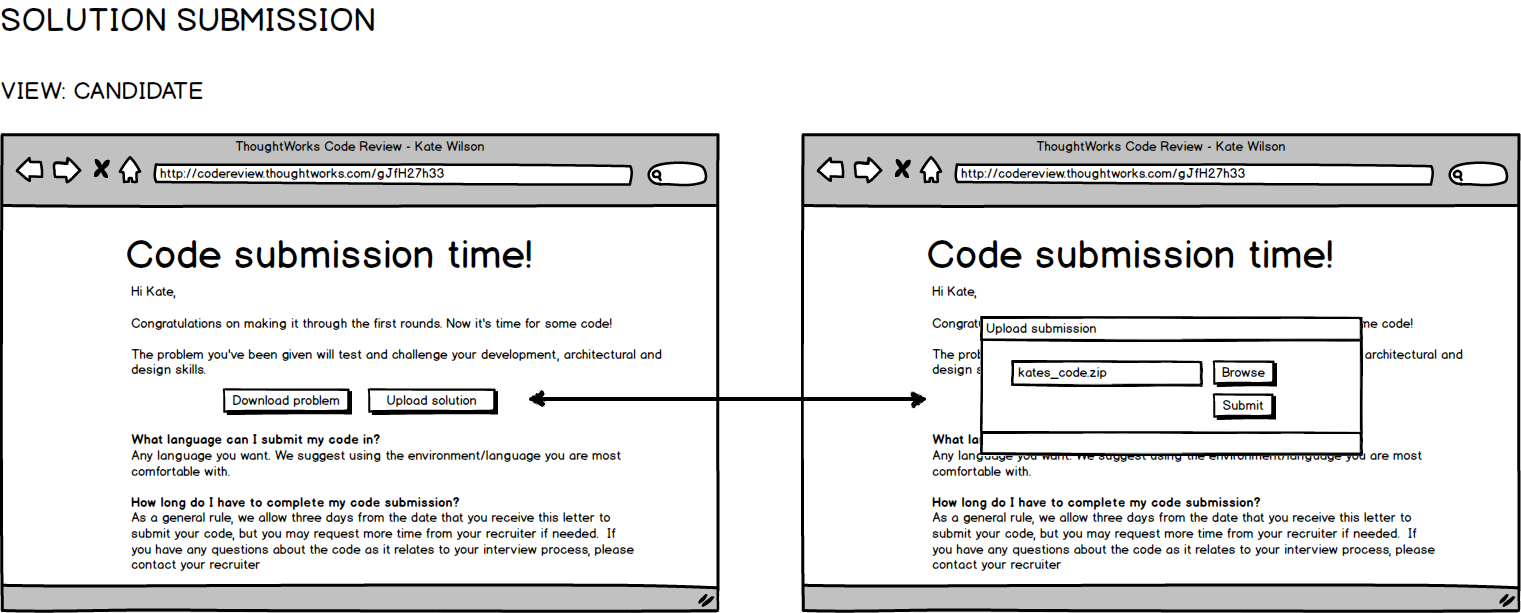 SOLUTION SUBMISSION
VIEW: CANDIDATE
ThoughtWorks Code Review - Kate Wilson
http://codereview.thoughtworks.com/gJfH27h33
Code submission time!
Hi Kate,
Congratulations on making it through the first rounds. Now it's time for some code!
The problem you've been given will test and challenge your development, architectural and
design skills.
Download problem
Upload solution
What language can I submit my code in?
Any language you want. We suggest using the environment/language you are most
comfortable with.
How long do I have to complete my code submission?
As a general rule, we allow three days from the date that you receive this letter to
submit your code, but you may request more time from your recruiter if needed.  If
you have any questions about the code as it relates to your interview process, please
contact your recruiter
ThoughtWorks Code Review - Kate Wilson
http://codereview.thoughtworks.com/gJfH27h33
Code submission time!
Hi Kate,
Congrat me code!
The prob architectural and
design s
Upload submission
kates_code.zip
Browse
Submit
What la
Any language you want. We suggest using the environment/language you are most
comfortable with.
How long do I have to complete my code submission?
As a general rule, we allow three days from the date that you receive this letter to
submit your code, but you may request more time from your recruiter if needed.  If
you have any questions about the code as it relates to your interview process, please
contact your recruiter